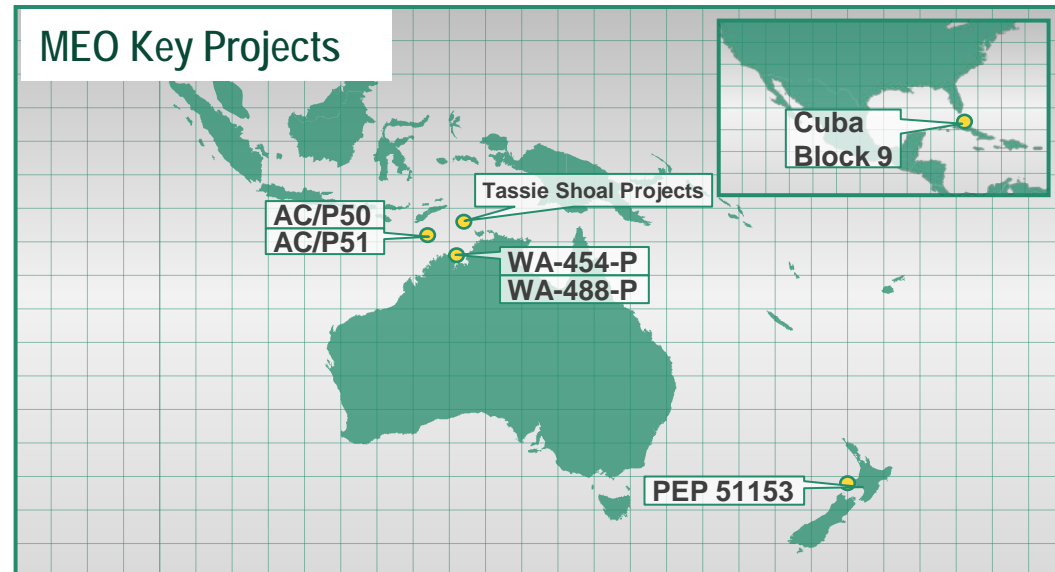 MEO Key Projects
Cuba
Block 9
Tassie Shoal Projects
AC/P50
AC/P51
WA-454-P
WA-488-P
PEP 51153